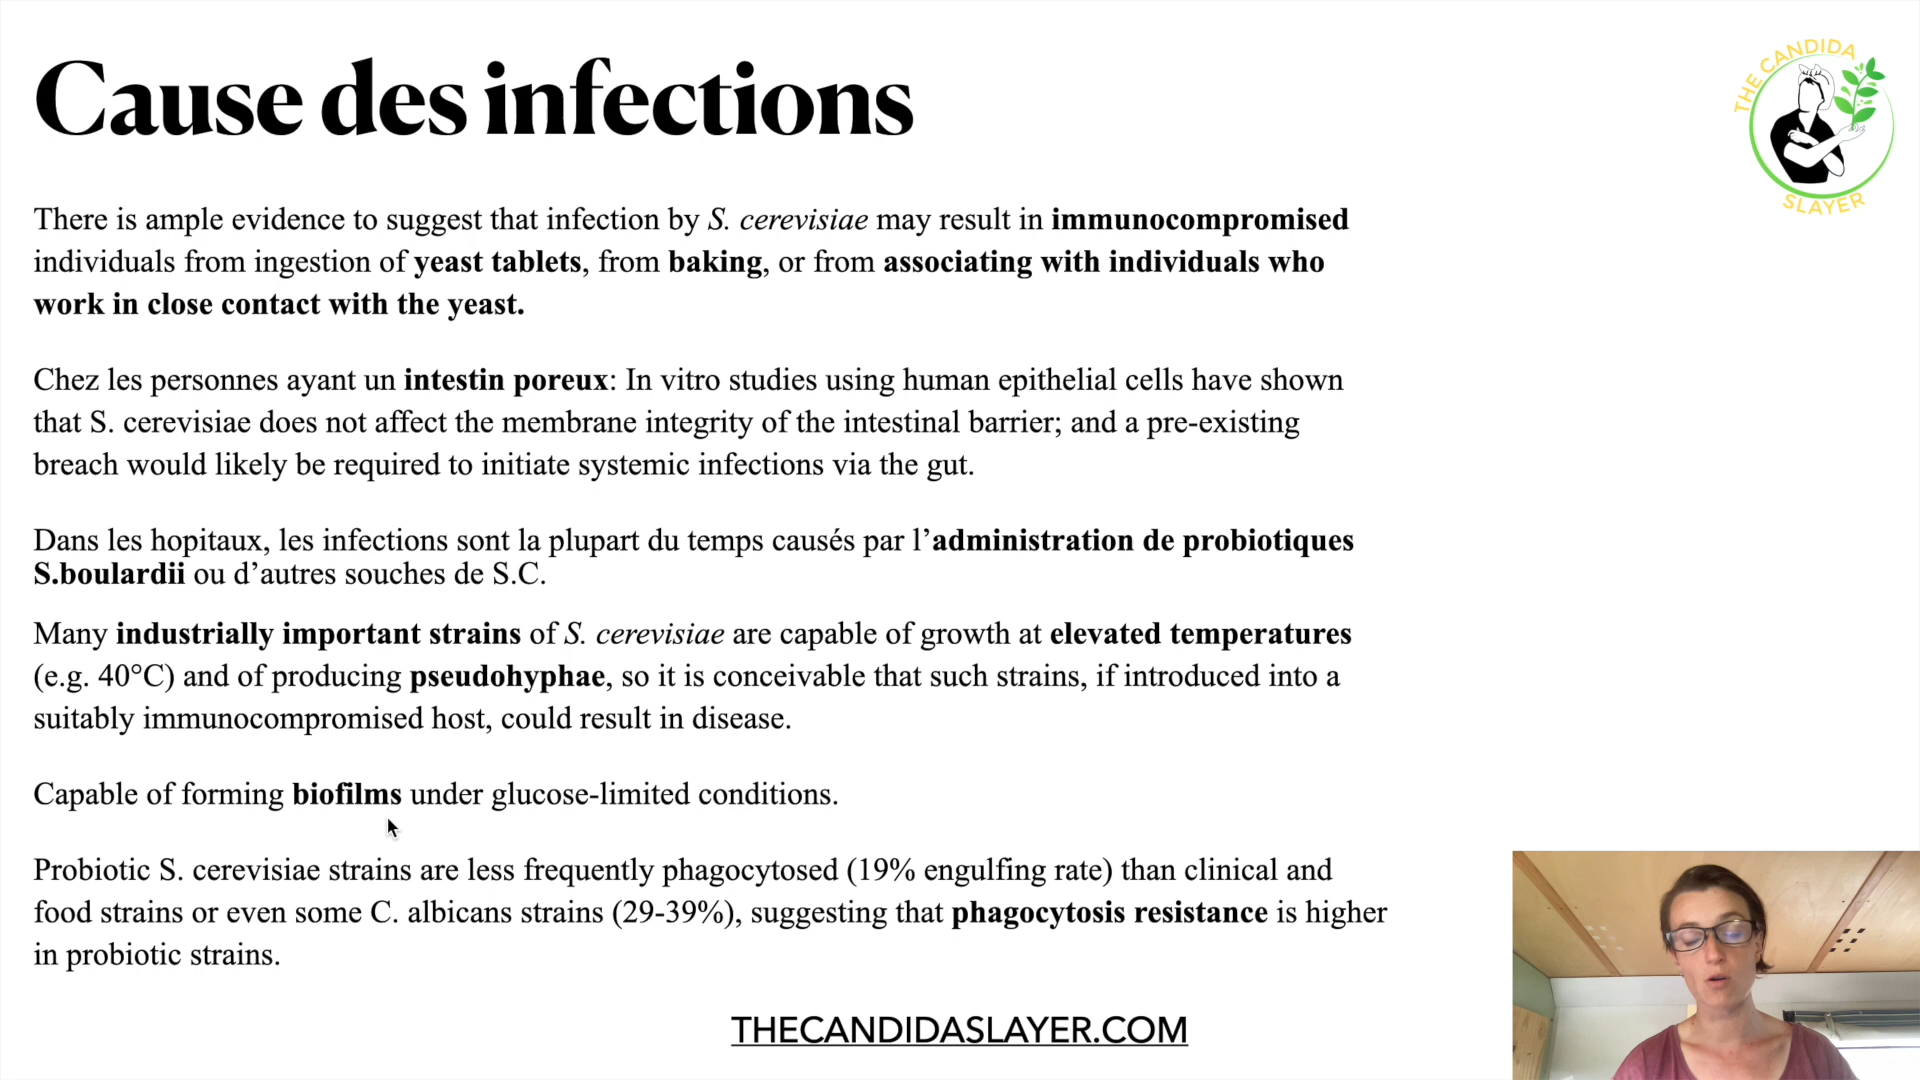 Cause des infections
THE CANDIDA
SLAYER
There is ample evidence to suggest that infection by S. cerevisiae may result in immunocompromised
individuals from ingestion of yeast tablets, from baking, or from associating with individuals who
work in close contact with the yeast.
Chez les personnes ayant un intestin poreux: In vitro studies using human epithelial cells have shown
that S. cerevisiae does not affect the membrane integrity of the intestinal barrier; and a pre-existing
breach would likely be required to initiate systemic infections via the gut.
Dans les hopitaux, les infections sont la plupart du temps causés par l’administration de probiotiques
S.boulardii ou d’autres souches de S.C.
Many industrially important strains of S. cerevisiae are capable of growth at elevated temperatures
(e.g. 40°C) and of producing pseudohyphae, so it is conceivable that such strains, if introduced into a
suitably immunocompromised host, could result in disease.
Capable of forming biofilms under glucose-limited conditions.
Probiotic S. cerevisiae strains are less frequently phagocytosed (19% engulfing rate) than clinical and
food strains or even some C. albicans strains (29-39%), suggesting that phagocytosis resistance is higher
in probiotic strains.
THECANDIDASLAYER.COM